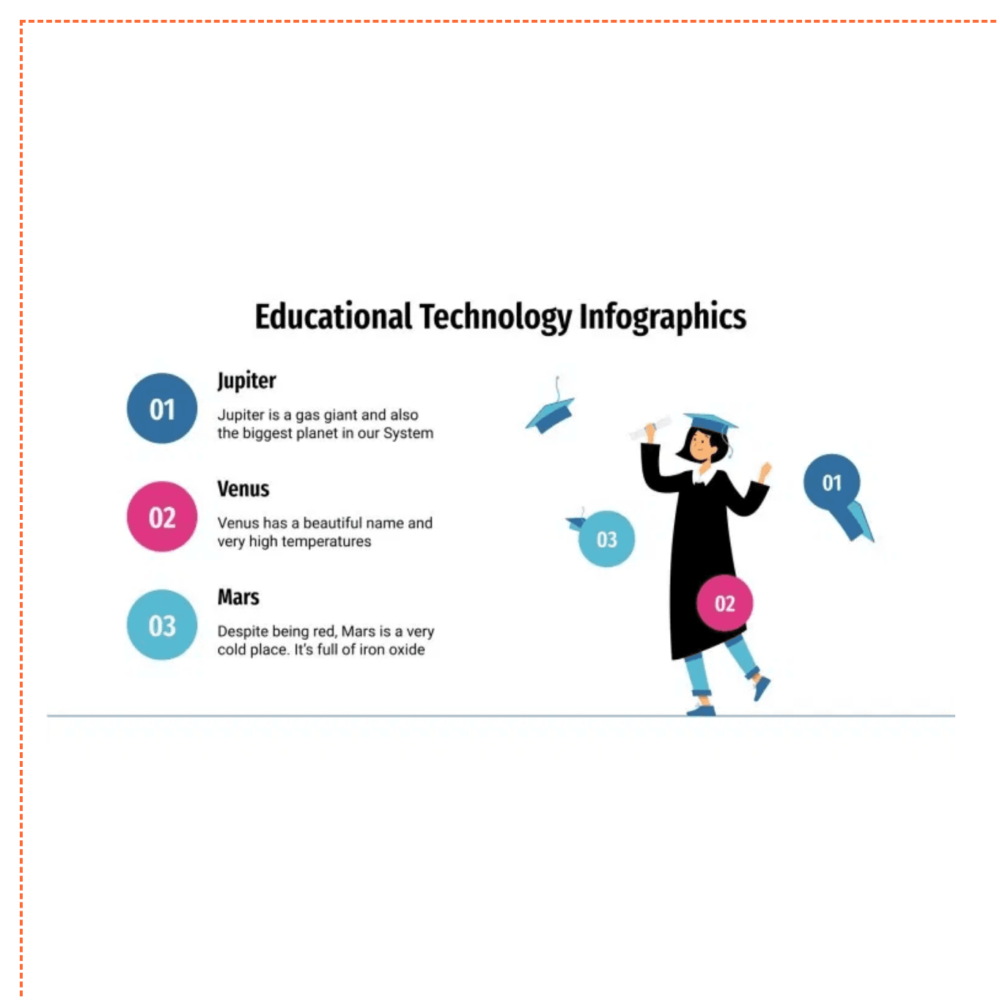 Educational Technology Infographics
01
Jupiter
Jupiter is a gas giant and also
the biggest planet in our System
02
Venus
Venus has a beautiful name and
very high temperatures
03
Mars
Despite being red, Mars is a very
cold place. It's full of iron oxide
01
03
02